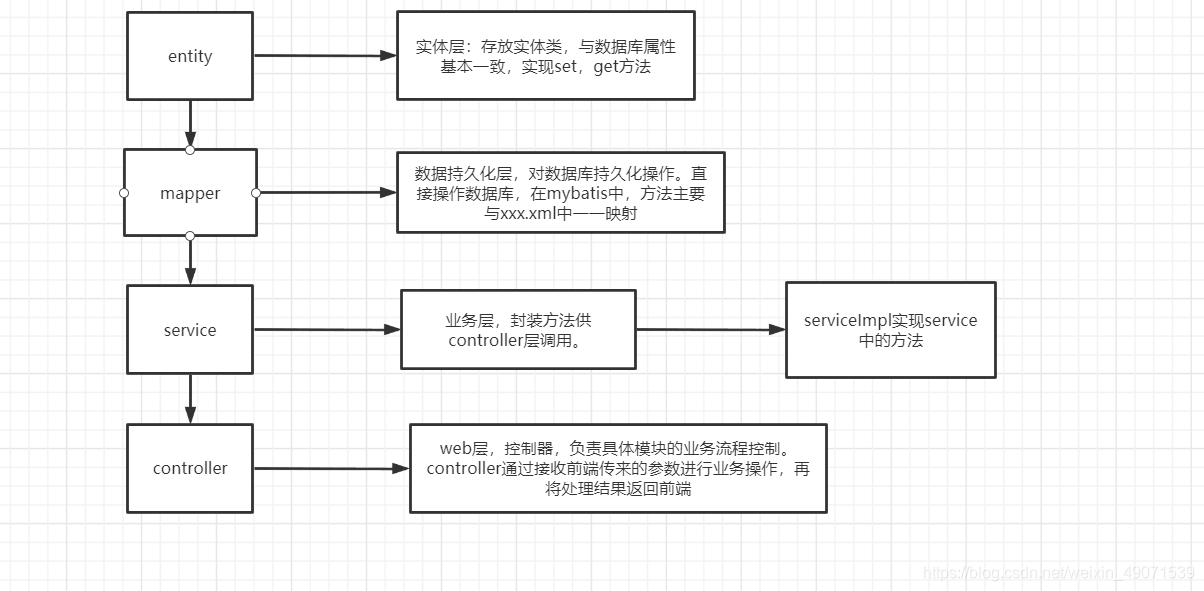 entity
实体层：存放实体类，与数据库属性
基本一致，实现set，get方法
mapper
数据持久化层，对数据库持久化操作。直
接操作数据库，在mybatis中，方法主要
与xxx.xml中一一映射
service
业务层，封装方法供
controller层调用。
serviceImpl实现service
中的方法
controller
web层，控制器，负责具体模块的业务流程控制。
controller通过接收前端传来的参数进行业务操作，再
将处理结果返回前端
https://blog.csdn.net/weixin_49071539